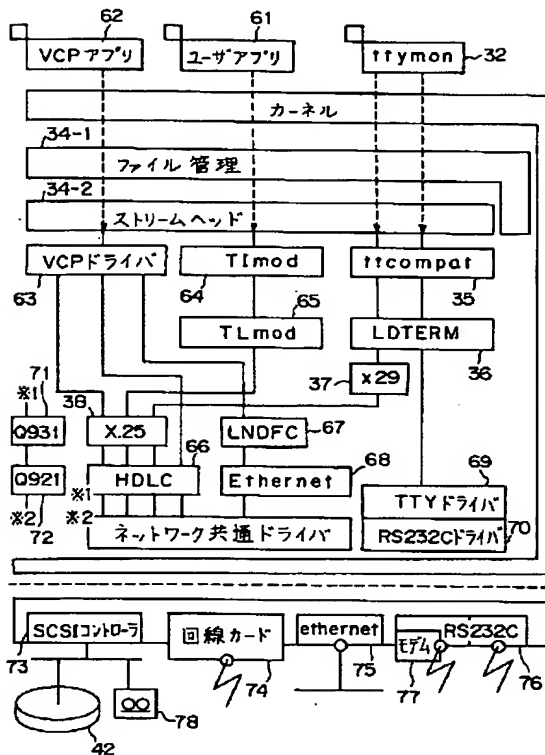 62
61
VCPアプリ
ユーザアプリ
ttymon
32
カーネル
34-1
ファイル管理
34-2
ストリームヘッド
VCPドライバ
TImod
ttcompat
63
64
65
35
TLmod
LDTERM
36
37
X29
※1
71
38
Q931
X.25
LNDFC
67
66
68
Q921
※1
HDLC
Ethernet
69
※2
72
※2
ネットワーク共通ドライバ
TTYドライバ
RS232Cドライバ
70
SCSIコントローラ
回線カード
ethernet
RS232C
モデム
73
74
75
77
76
78
42